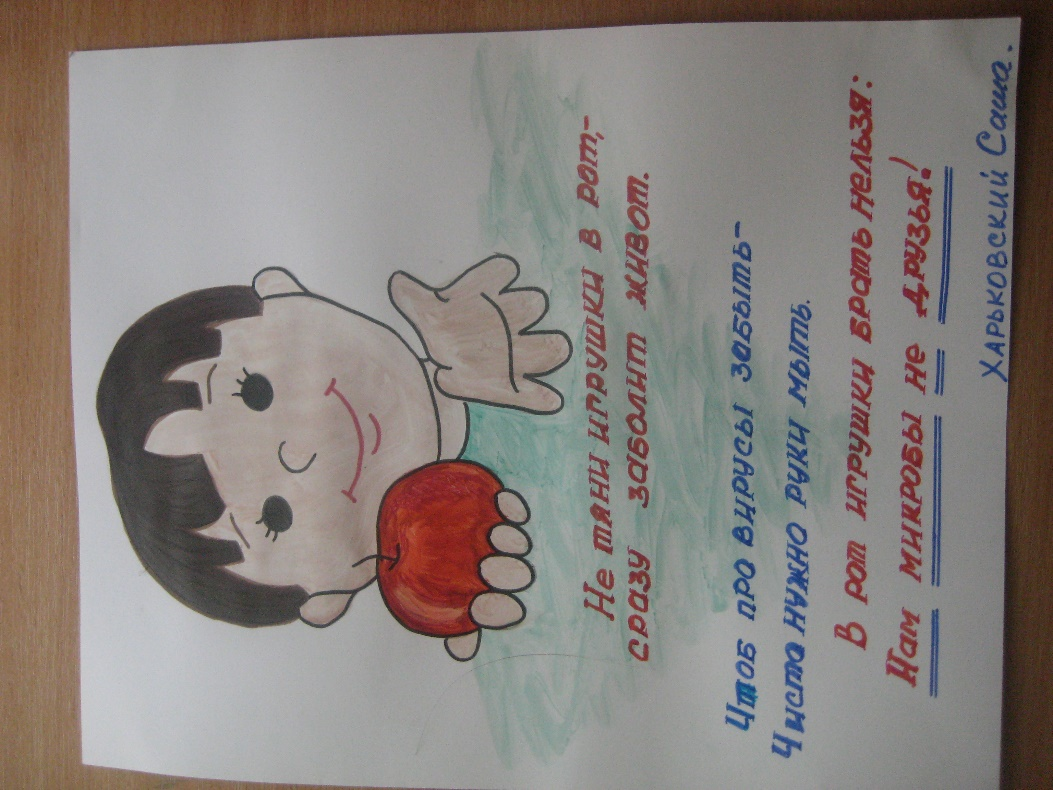 Не тяни игрушки в рот,-
сразу заболит живот.
Чтоб про вирусы забыть-
Чисто нужно руки мыть.
В рот игрушки брать нельзя:
Нам микробы не друзья!
Харьковский Саша.